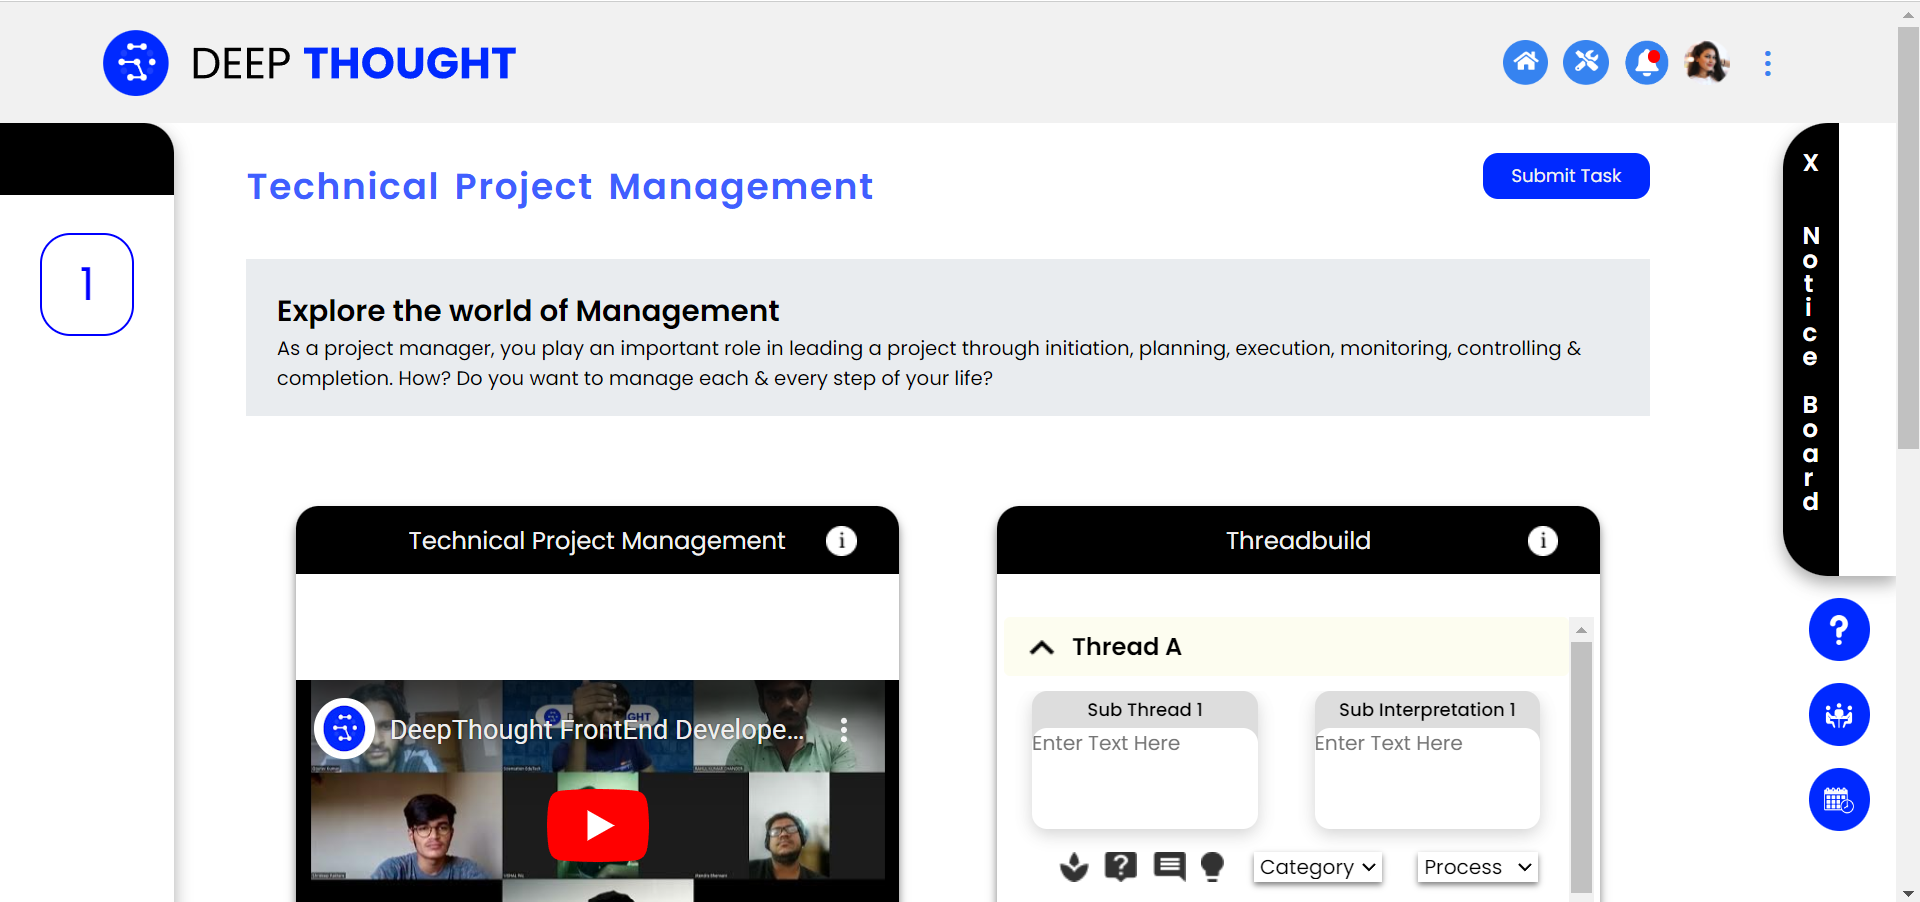 DEEP THOUGHT
Technical Project Management
Submit Task
X
Notice Board
1
Explore the world of Management
As a project manager, you play an important role in leading a project through initiation, planning, execution, monitoring, controlling &
completion. How? Do you want to manage each & every step of your life?
Technical Project Management
i
DeepThought FrontEnd Develope...
Threadbuild
i
Thread A
Sub Thread 1
Enter Text Here
Sub Interpretation 1
Enter Text Here
Category
Process